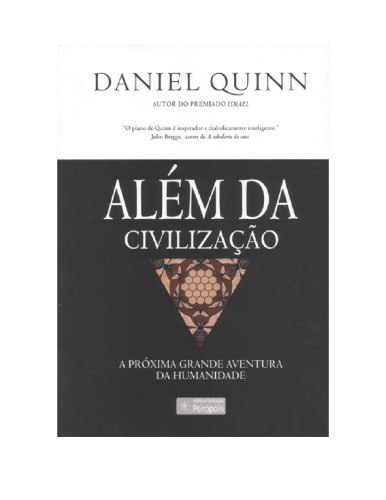 DANIEL QUINN
AUTOR DO PREMIADO ISMAEL
"O plano de Quinn é inspirador e diabolicamente inteligente."
John Briggs, autor de A sabedoria do caos
ALÉM DA
CIVILIZAÇÃO
A PRÓXIMA GRANDE AVENTURA
DA HUMANIDADE
Peirópolis